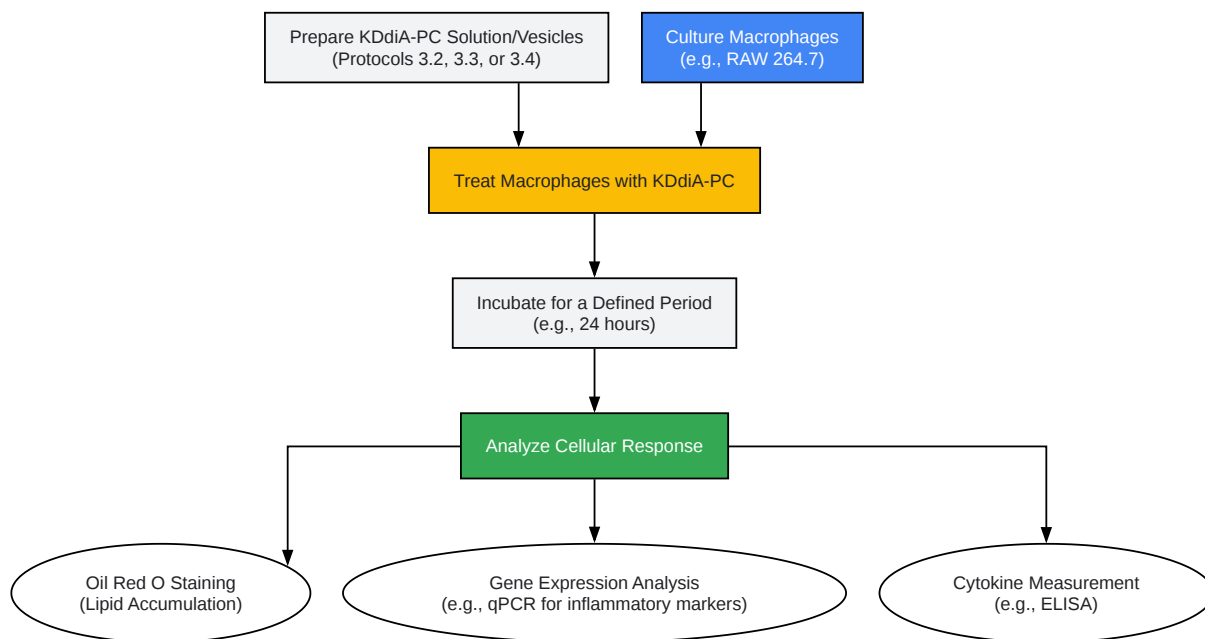 Prepare KDdiA-PC Solution/Vesicles
(Protocols 3.2, 3.3, or 3.4)
Culture Macrophages
(e.g., RAW 264.7)
Treat Macrophages with KDdiA-PC
Incubate for a Defined Period
(e.g., 24 hours)
Analyze Cellular Response
Oil Red O Staining
(Lipid Accumulation)
Gene Expression Analysis
(e.g., qPCR for inflammatory markers)
Cytokine Measurement
(e.g., ELISA)